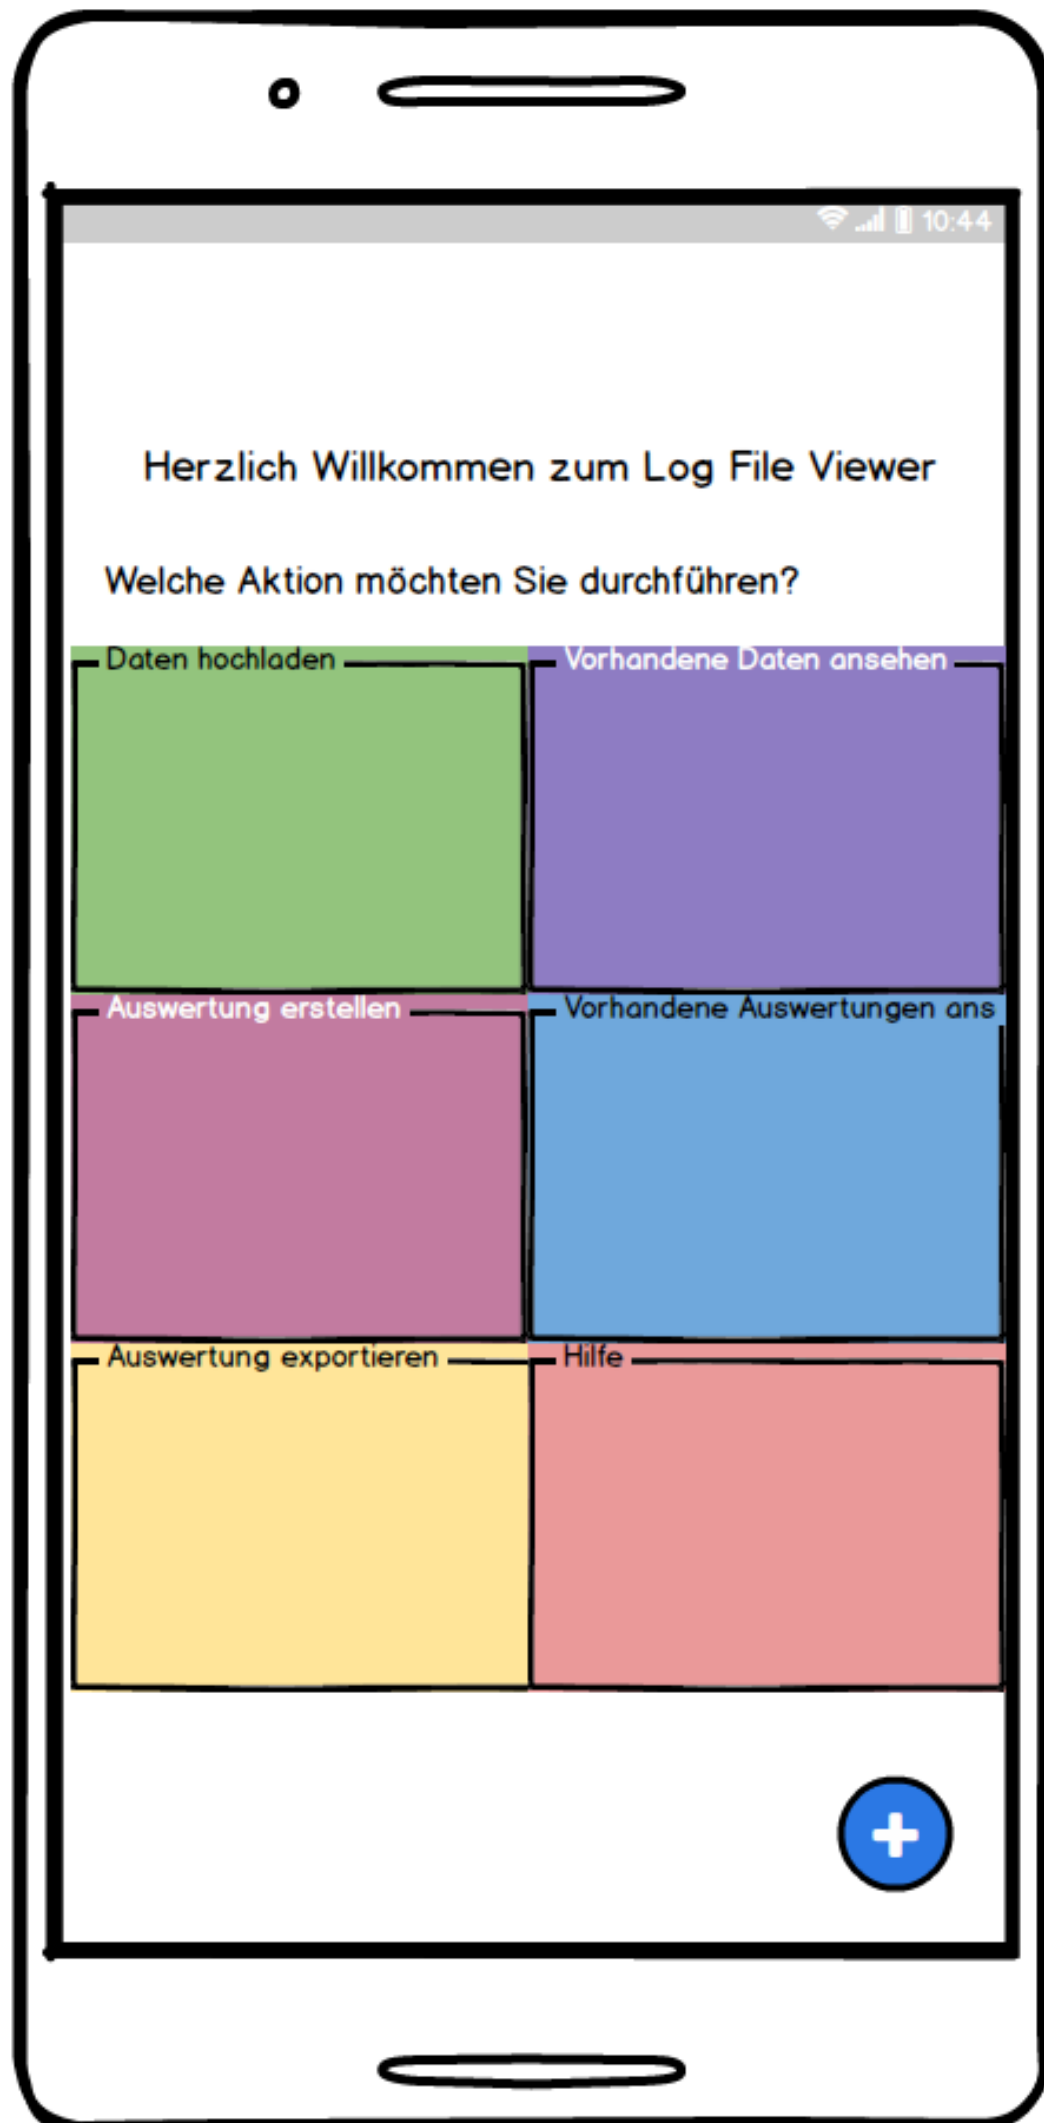 10:44
Herzlich Willkommen zum Log File Viewer
Welche Aktion möchten Sie durchführen?
Daten hochladen
Vorhandene Daten ansehen
Auswertung erstellen
Vorhandene Auswertungen ans
Auswertung exportieren
Hilfe